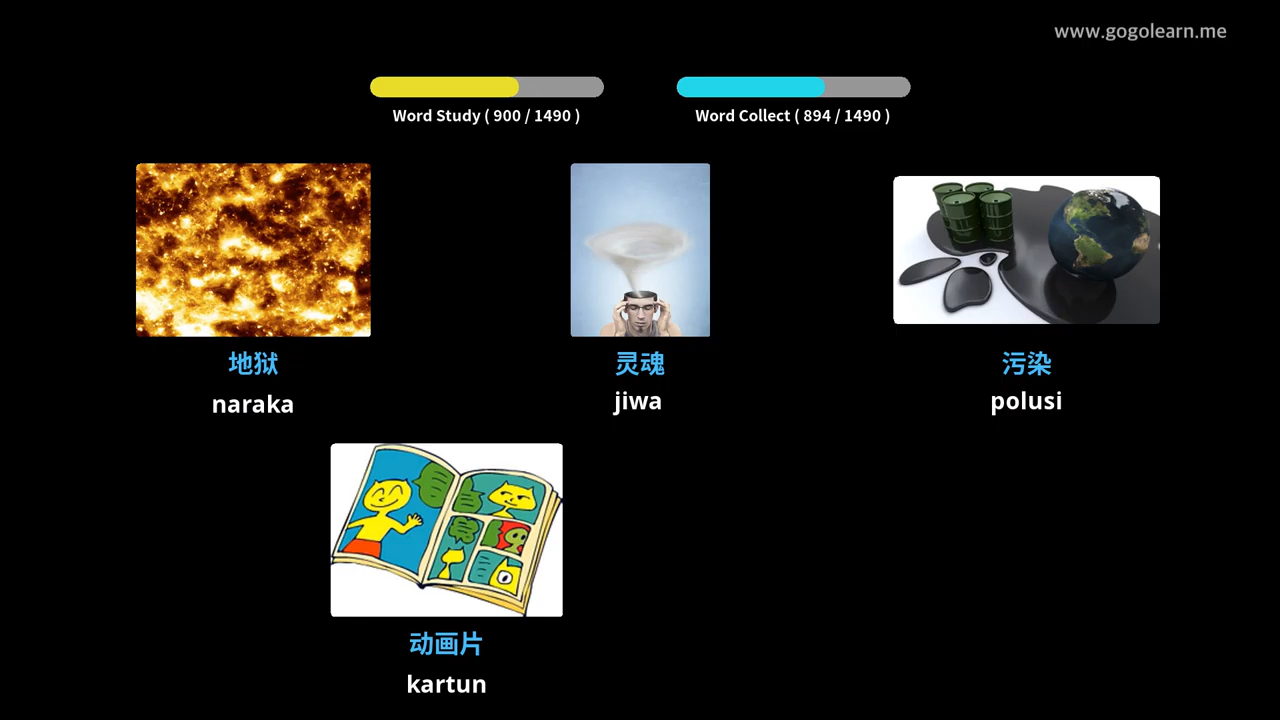 www.gogolearn.me
Word Study ( 900 / 1490 )
Word Collect ( 894 / 1490 )
地狱
naraka
灵魂
jiwa
污染
polusi
动画片
kartun